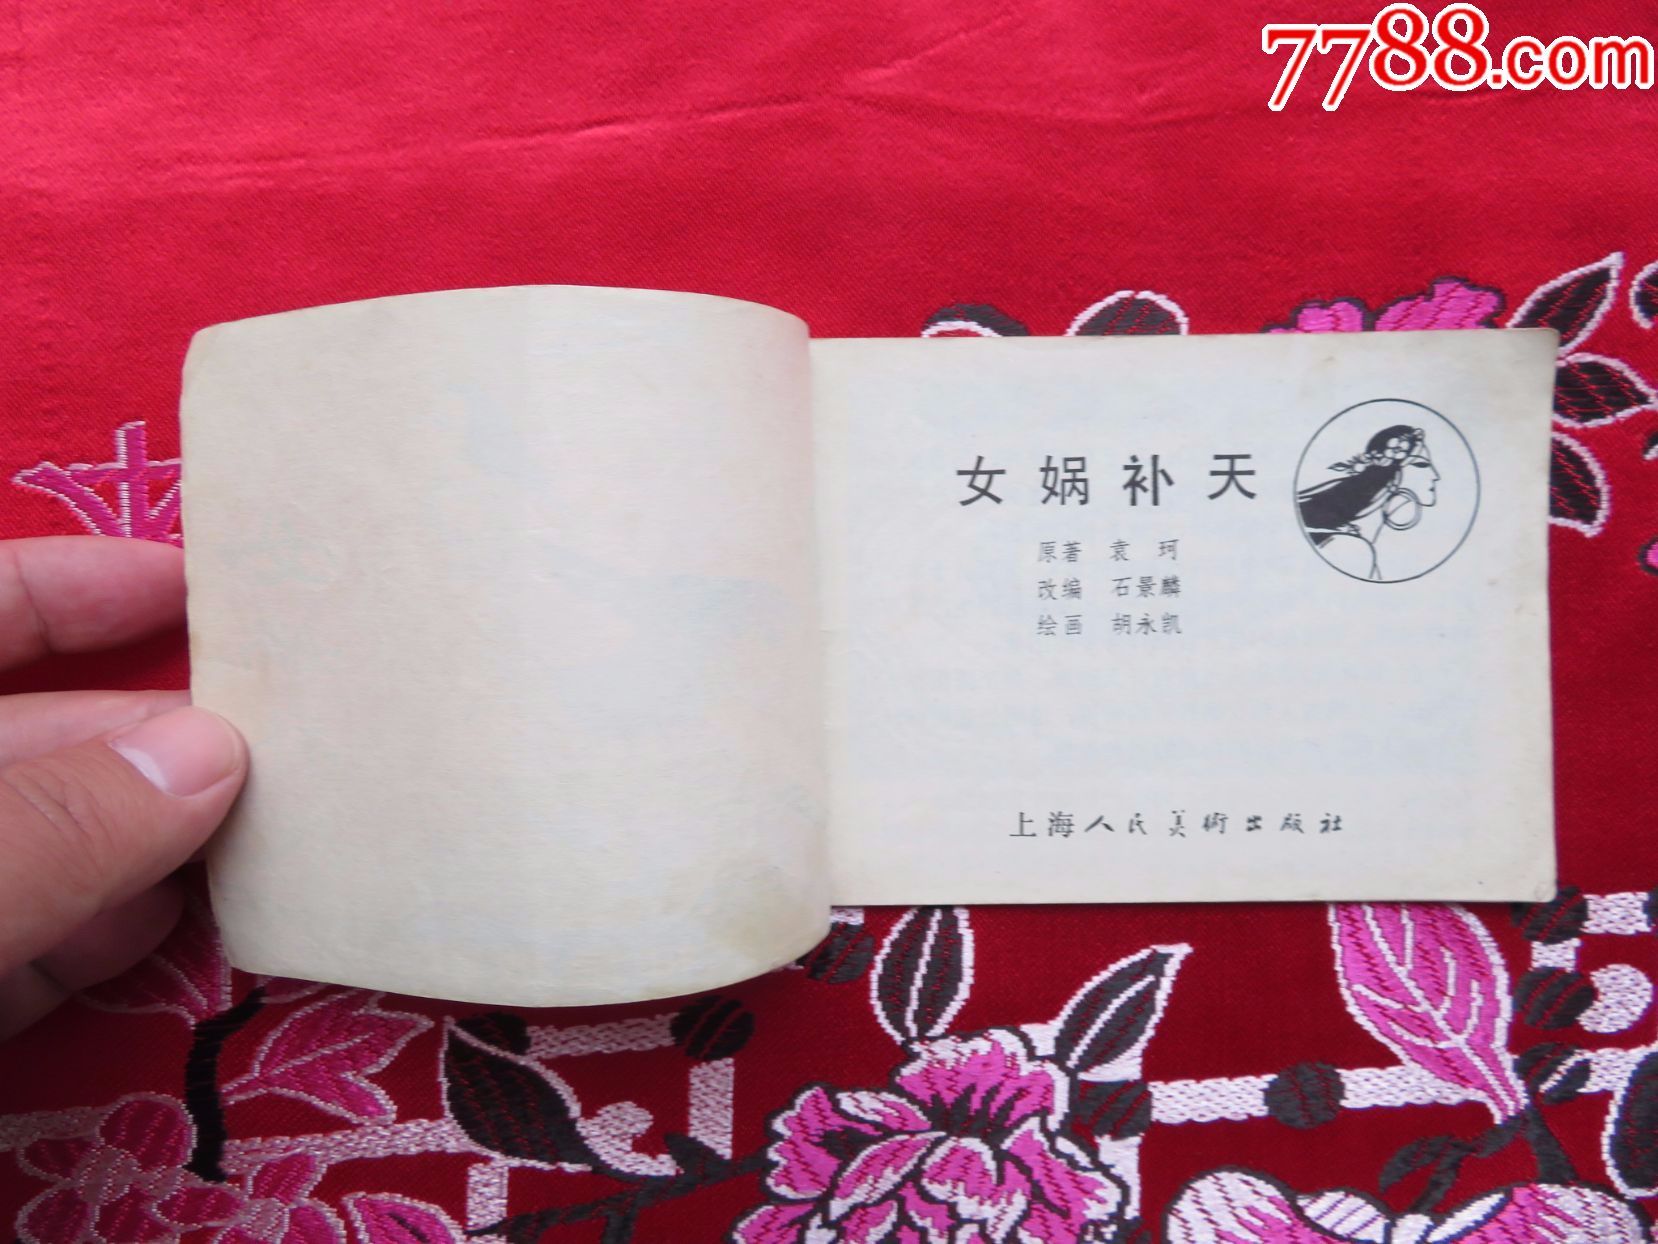 7788.com
女娲补天
原著 袁珂
改编 石景麟
绘画 胡永凯
上海人民美術出版社